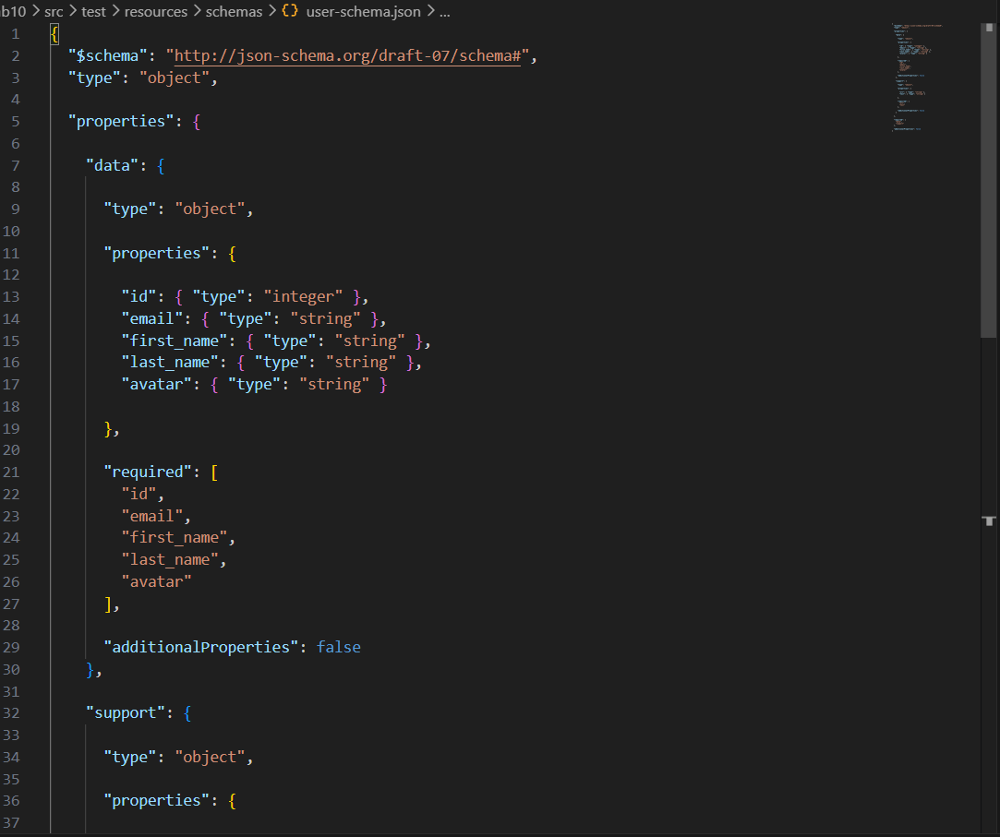 ab10 > src > test > resources > schemas > {} user-schema.json > ...
1 {
2 "$schema": "http://json-schema.org/draft-07/schema#",
3 "type": "object",
4
5 "properties": {
6
7 "data": {
8
9 "type": "object",
10
11 "properties": {
12
13 "id": { "type": "integer" },
14 "email": { "type": "string" },
15 "first_name": { "type": "string" },
16 "last_name": { "type": "string" },
17 "avatar": { "type": "string" }
18
19 },
20
21 "required": [
22 "id",
23 "email",
24 "first_name",
25 "last_name",
26 "avatar"
27 ],
28
29 "additionalProperties": false
30 },
31
32 "support": {
33
34 "type": "object",
35
36 "properties": {
37